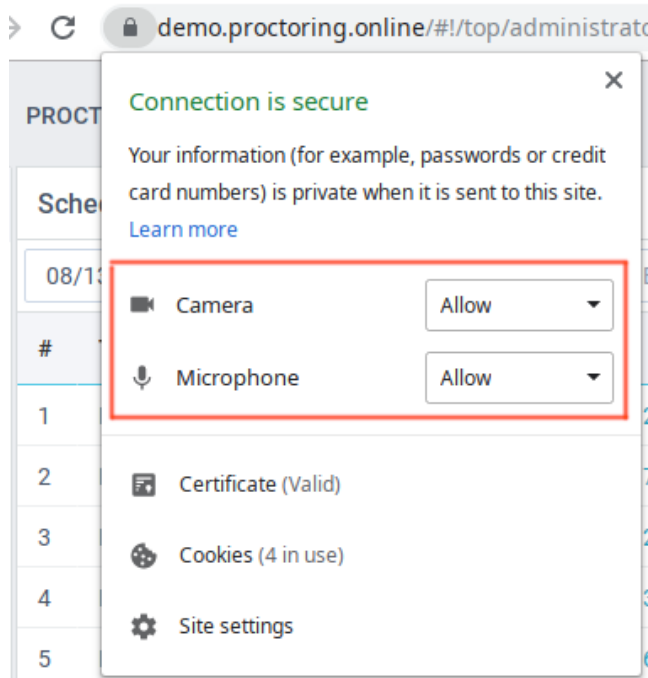 demo.proctoring.online/#!/top/administrato
PROCT
Connection is secure
Your information (for example, passwords or credit
card numbers) is private when it is sent to this site.
Learn more
Sche
08/13
Camera Allow
#
Microphone Allow
1
2
Certificate (Valid)
3
Cookies (4 in use)
4
Site settings
5